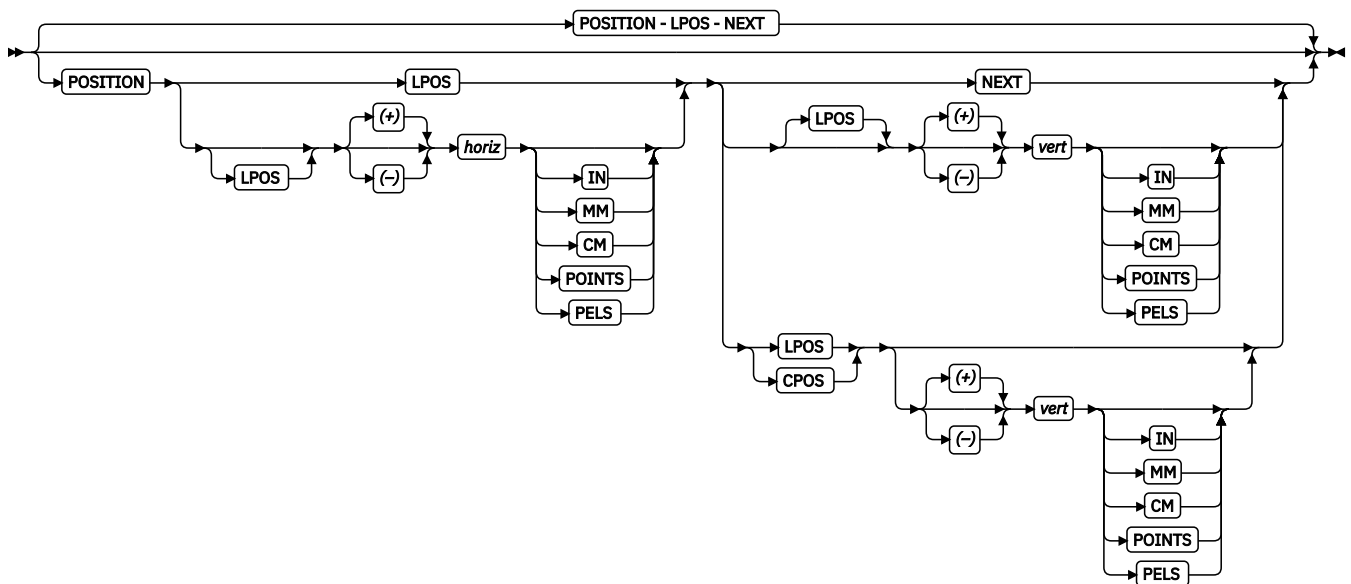 POSITION - LPOS - NEXT
POSITION LPOS NEXT
(+) LPOS (+)
horiz vert
LPOS (–) IN (–) IN
MM MM
CM CM
POINTS POINTS
PELS PELS
LPOS
CPOS (+)
vert
(–) IN
MM
CM
POINTS
PELS